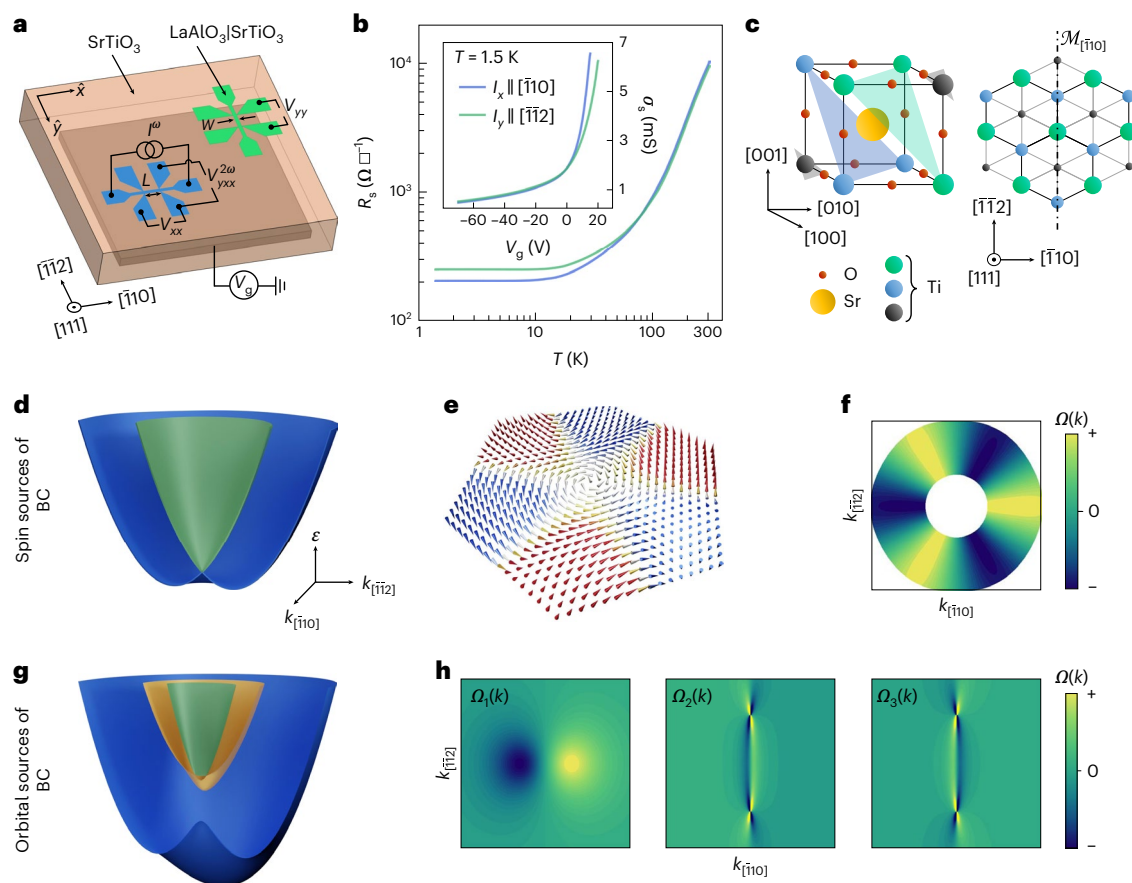 a
SrTiO₃
LaAlO₃|SrTiO₃
x̂
ŷ
W
V_yy
I^ω
L
V^2ω_yxx
V_xx
V_g
[1̄1̄2]
[1̄10]
[111]
b
R_s (Ω □⁻¹)
10⁴
10³
10²
1
10
100
300
T (K)
T = 1.5 K
I_x || [1̄10]
I_y || [1̄1̄2]
7
5
3
1
σ_s (mS)
−60
−40
−20
0
20
V_g (V)
c
[001]
[010]
[100]
O
Sr
Ti
ℳ_[1̄10]
[1̄1̄2]
[1̄10]
[111]
d
Spin sources of
BC
ε
k_[1̄1̄2]
k_[1̄10]
e
f
Ω(k)
+
0
−
k_[1̄1̄2]
k_[1̄10]
g
Orbital sources of
BC
h
Ω₁(k)
Ω₂(k)
Ω₃(k)
Ω(k)
+
0
−
k_[1̄1̄2]
k_[1̄10]